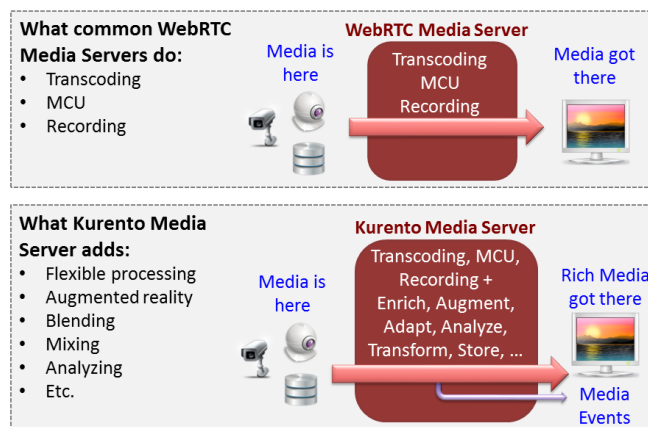 What common WebRTC
Media Servers do:
• Transcoding
• MCU
• Recording
Media is
here
WebRTC Media Server
Transcoding
MCU
Recording
Media got
there
What Kurento Media
Server adds:
• Flexible processing
• Augmented reality
• Blending
• Mixing
• Analyzing
• Etc.
Media is
here
Kurento Media Server
Transcoding, MCU,
Recording +
Enrich, Augment,
Adapt, Analyze,
Transform, Store, ...
Rich Media
got there
Media
Events